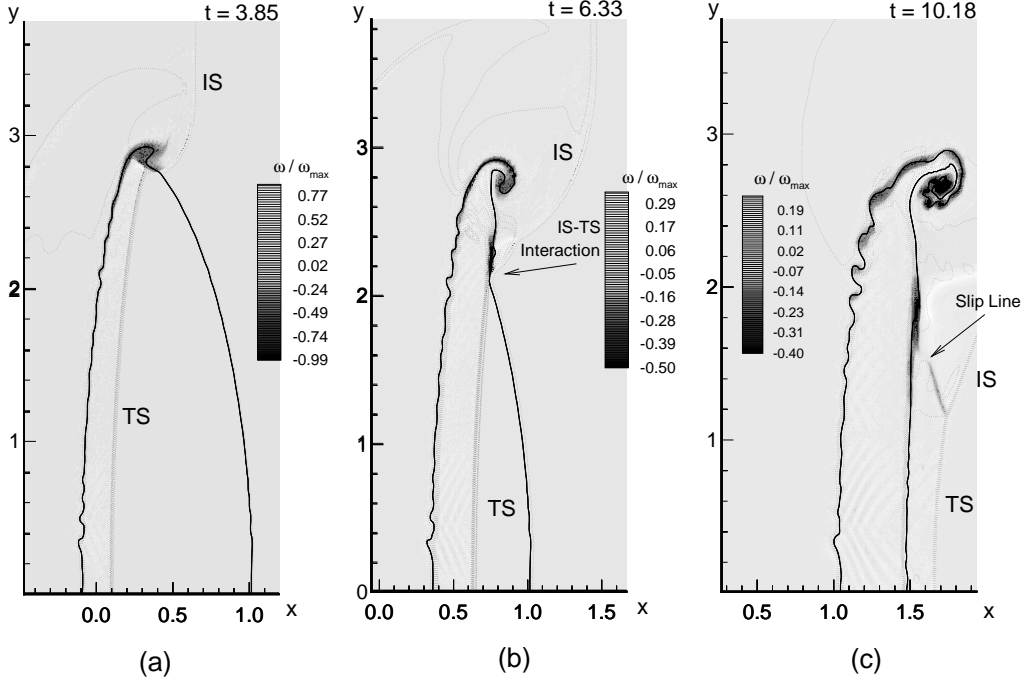 y
t = 3.85
IS
3
ω / ω max
0.77
0.52
0.27
0.02
-0.24
-0.49
-0.74
-0.99
2
TS
1
0.0
0.5
1.0
x
(a)
y
t = 6.33
IS
3
ω / ω max
0.29
0.17
0.06
-0.05
-0.16
-0.28
-0.39
-0.50
IS-TS
Interaction
2
1
TS
0
0.0
0.5
1.0
1.5
x
(b)
y
t = 10.18
3
ω / ω max
0.19
0.11
0.02
-0.07
-0.14
-0.23
-0.31
-0.40
2
Slip Line
IS
1
TS
0.5
1.0
1.5
x
(c)